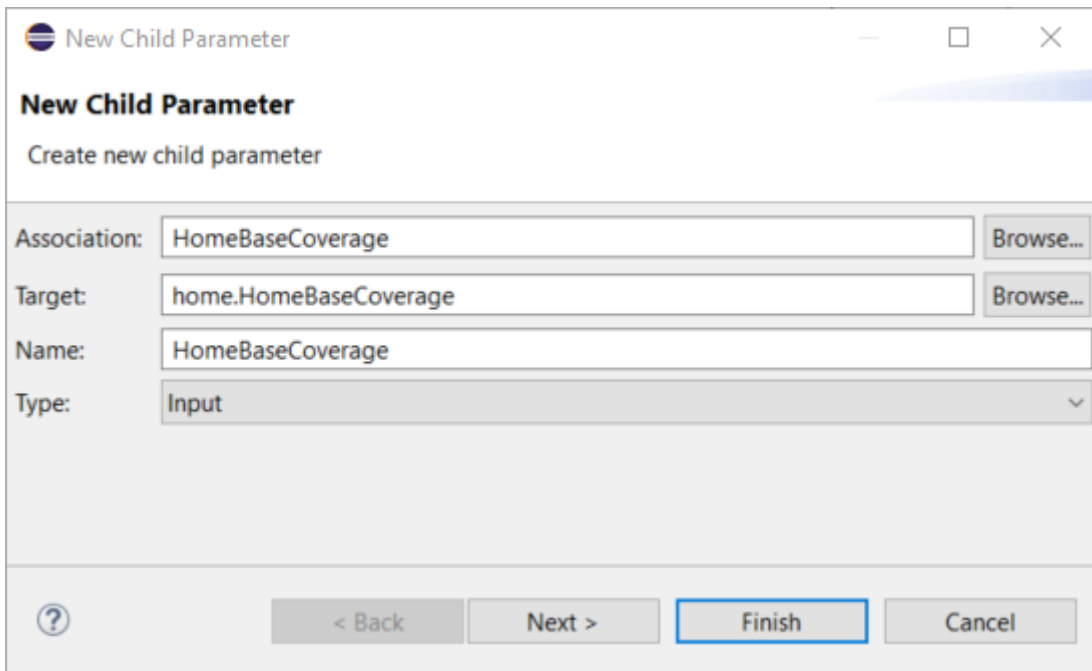 New Child Parameter
New Child Parameter
Create new child parameter
Association: HomeBaseCoverage Browse...
Target: home.HomeBaseCoverage Browse...
Name: HomeBaseCoverage
Type: Input
? < Back Next > Finish Cancel